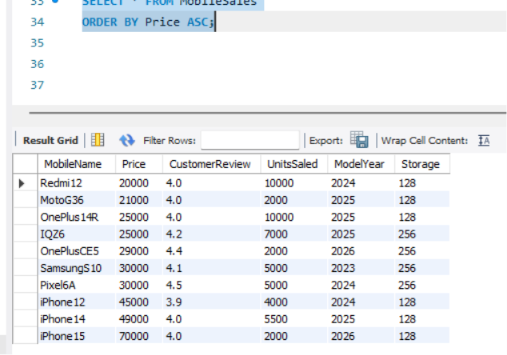 33 SELECT * FROM MobileSales
34 ORDER BY Price ASC;
35
36
37
Result Grid Filter Rows: Export: Wrap Cell Content:
MobileName Price CustomerReview UnitsSaled ModelYear Storage
Redmi12 20000 4.0 10000 2024 128
MotoG36 21000 4.0 2000 2025 128
OnePlus14R 25000 4.0 10000 2025 128
IQZ6 25000 4.2 7000 2025 256
OnePlusCE5 29000 4.4 2000 2026 256
SamsungS10 30000 4.1 5000 2023 256
Pixel6A 30000 4.5 5000 2024 256
iPhone12 45000 3.9 4000 2024 128
iPhone14 49000 4.0 5500 2025 128
iPhone15 70000 4.0 2000 2026 128